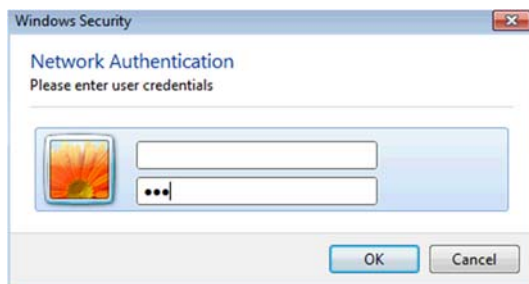 Windows Security
Network Authentication
Please enter user credentials
•••
OK Cancel